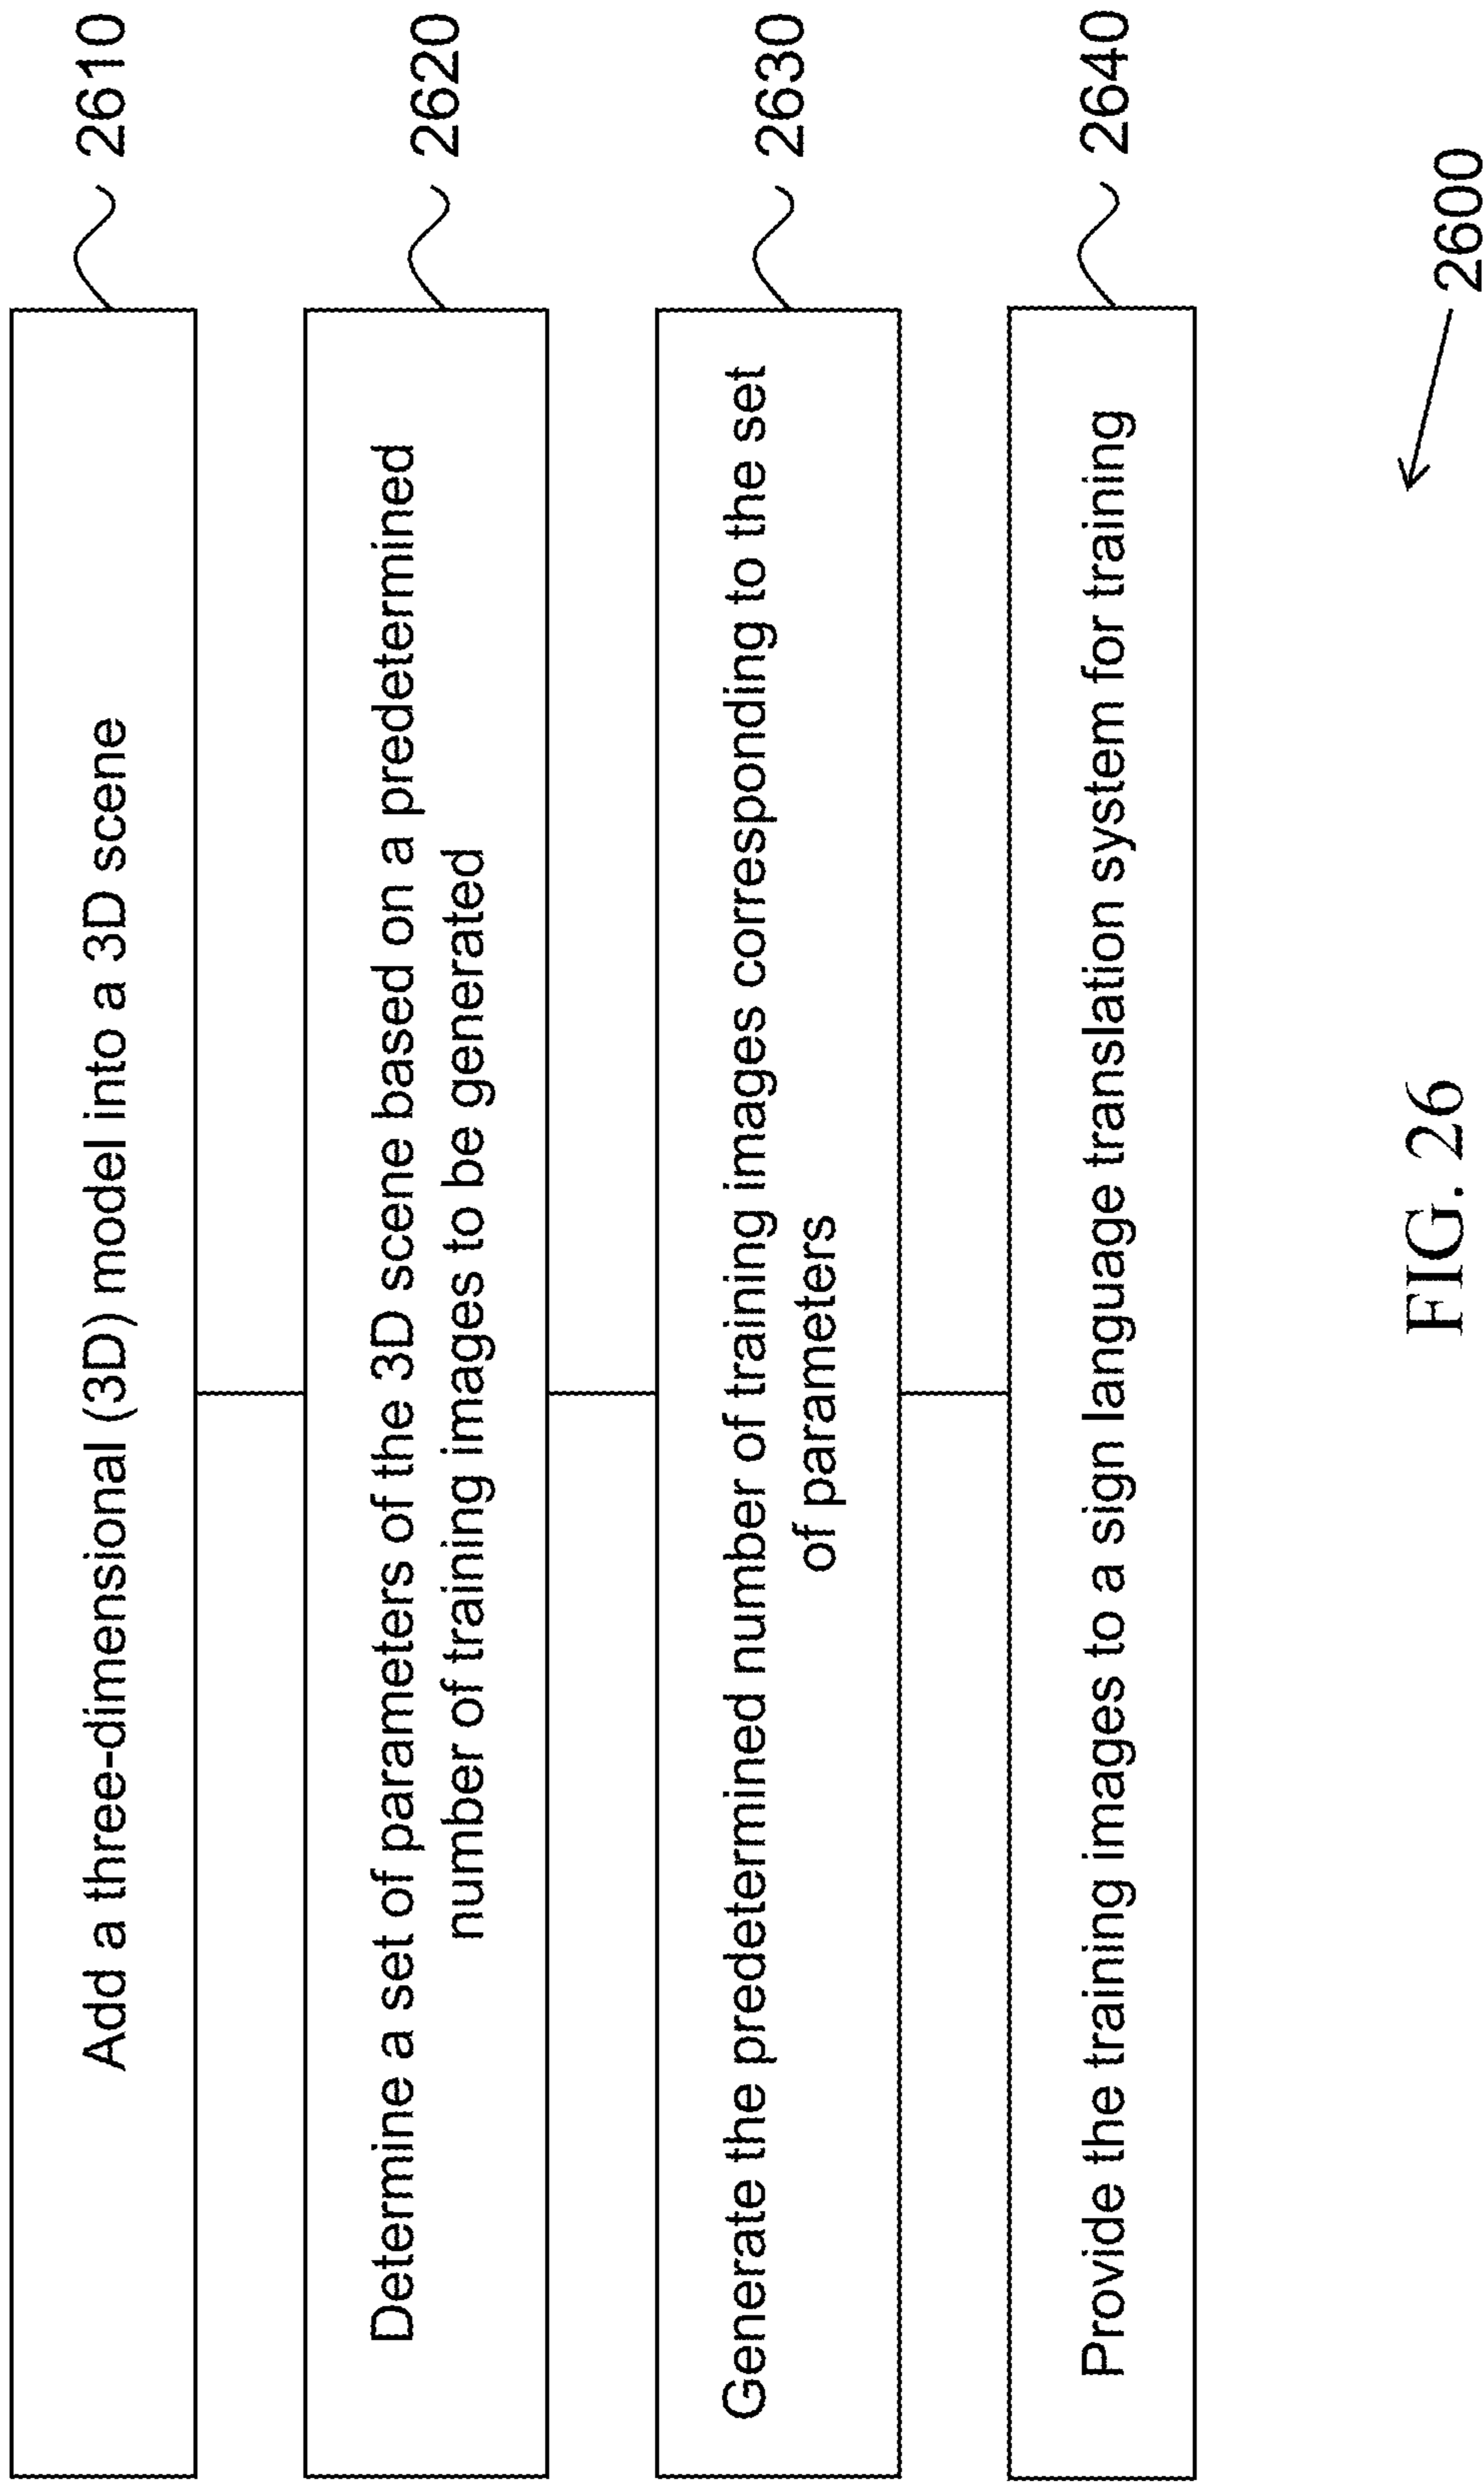 Add a three-dimensional (3D) model into a 3D scene
2610
Determine a set of parameters of the 3D scene based on a predetermined
number of training images to be generated
2620
Generate the predetermined number of training images corresponding to the set
of parameters
2630
Provide the training images to a sign language translation system for training
2640
2600
FIG. 26